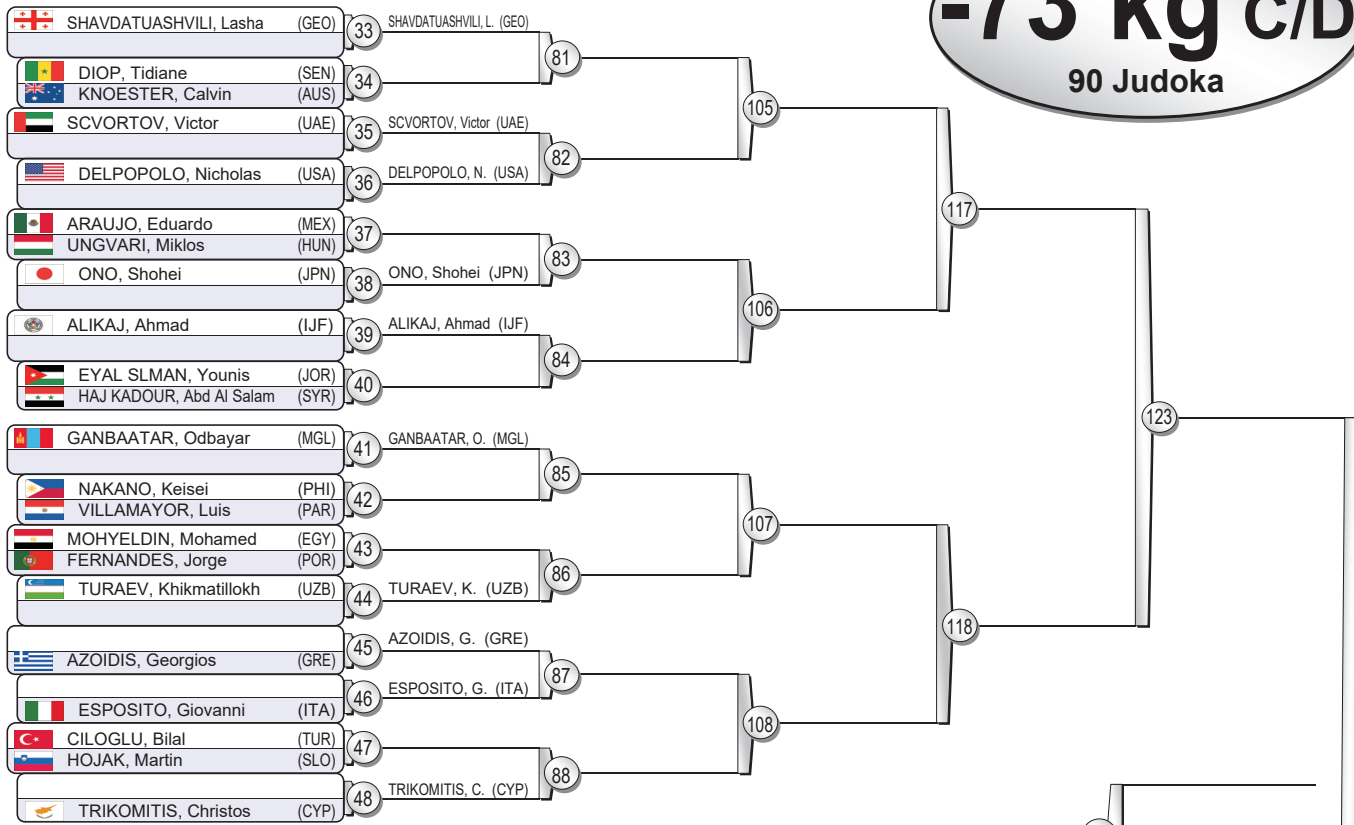 -73 kg C/D
90 Judoka
SHAVDATUASHVILI, Lasha (GEO)
33
SHAVDATUASHVILI, L. (GEO)
81
DIOP, Tidiane (SEN)
KNOESTER, Calvin (AUS)
34
105
SCVORTOV, Victor (UAE)
35
SCVORTOV, Victor (UAE)
82
DELPOPOLO, Nicholas (USA)
36
DELPOPOLO, N. (USA)
117
ARAUJO, Eduardo (MEX)
UNGVARI, Miklos (HUN)
37
83
ONO, Shohei (JPN)
38
ONO, Shohei (JPN)
106
ALIKAJ, Ahmad (IJF)
39
ALIKAJ, Ahmad (IJF)
84
EYAL SLMAN, Younis (JOR)
HAJ KADOUR, Abd Al Salam (SYR)
40
123
GANBAATAR, Odbayar (MGL)
41
GANBAATAR, O. (MGL)
85
NAKANO, Keisei (PHI)
VILLAMAYOR, Luis (PAR)
42
107
MOHYELDIN, Mohamed (EGY)
FERNANDES, Jorge (POR)
43
86
TURAEV, Khikmatillokh (UZB)
44
TURAEV, K. (UZB)
118
AZOIDIS, Georgios (GRE)
45
AZOIDIS, G. (GRE)
87
ESPOSITO, Giovanni (ITA)
46
ESPOSITO, G. (ITA)
108
CILOGLU, Bilal (TUR)
HOJAK, Martin (SLO)
47
88
TRIKOMITIS, Christos (CYP)
48
TRIKOMITIS, C. (CYP)